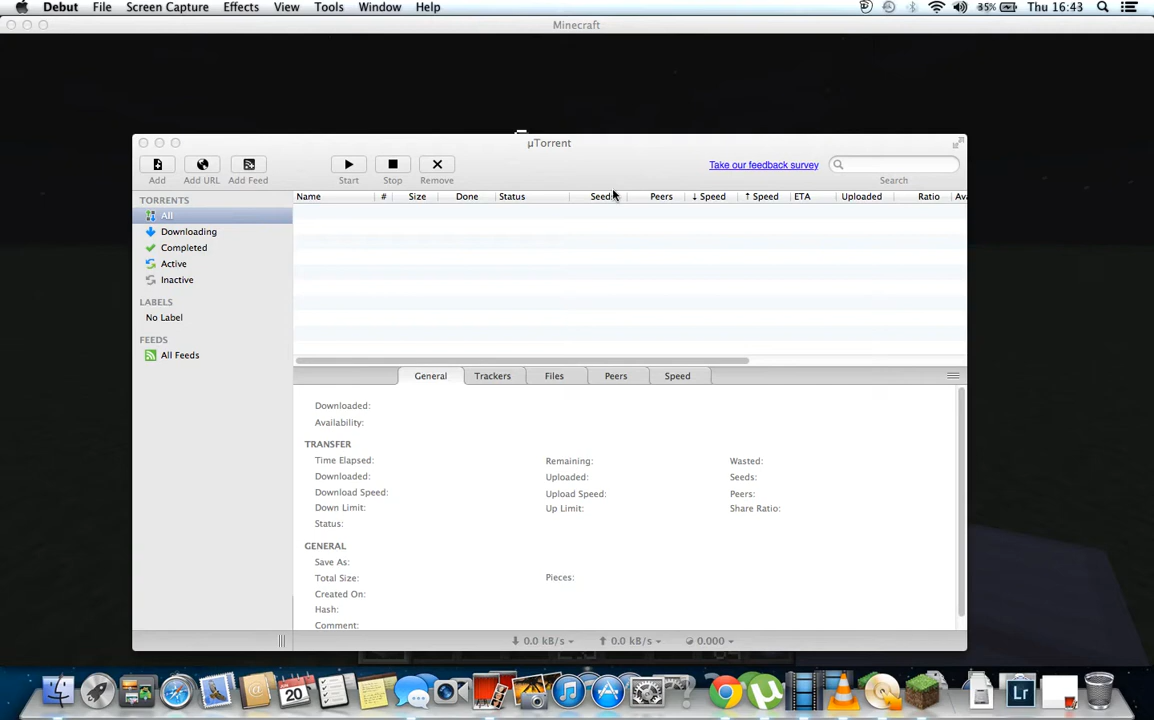 Debut File Screen Capture Effects View Tools Window Help 35% Thu 16:43
Minecraft
µTorrent
Add Add URL Add Feed Start Stop Remove Take our feedback survey Search
TORRENTS Name # Size Done Status Seeds Peers ↓ Speed ↑ Speed ETA Uploaded Ratio Ava
All
Downloading
Completed
Active
Inactive
LABELS
No Label
FEEDS
All Feeds
General Trackers Files Peers Speed
Downloaded:
Availability:
TRANSFER
Time Elapsed: Remaining: Wasted:
Downloaded: Uploaded: Seeds:
Download Speed: Upload Speed: Peers:
Down Limit: Up Limit: Share Ratio:
Status:
GENERAL
Save As:
Total Size: Pieces:
Created On:
Hash:
Comment:
0.0 kB/s 0.0 kB/s 0.000
20 Lr